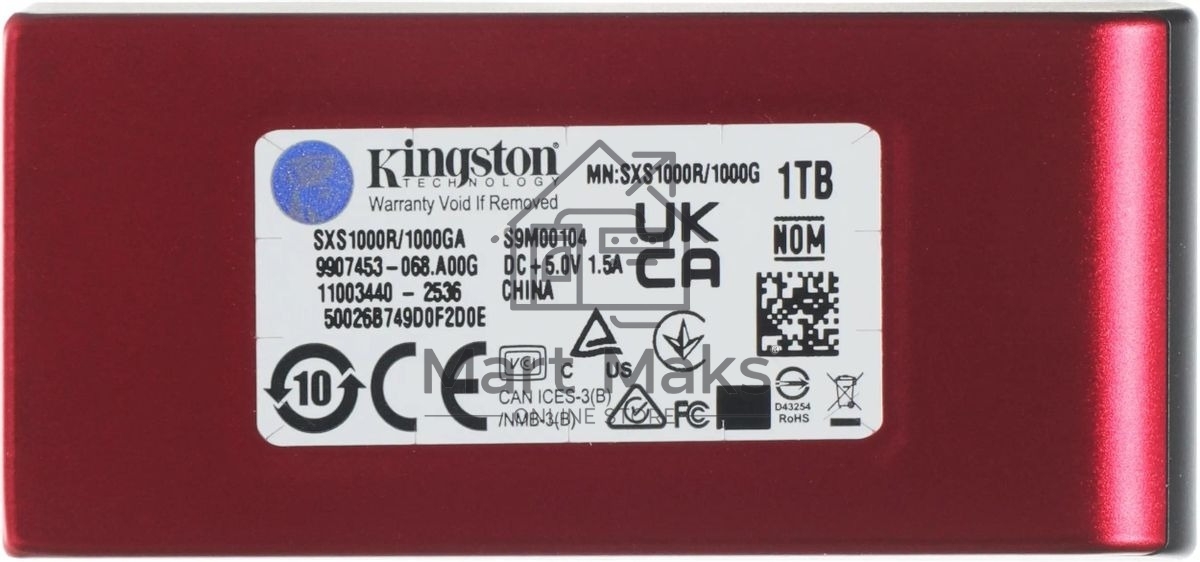 Kingston
TECHNOLOGY
Warranty Void If Removed
MN:SXS1000R/1000G 1TB
UK
CA
NOM
SXS1000R/1000GA S9M00104
9907453-068.A00G DC+5.0V 1.5A
11003440 - 2536 CHINA
50026B749D0F2D0E
10
CE
VCI
C US
Mart Maks
CAN ICES-3(B)
/NMB-3(B)
ONLINE STORE
FC
D43254
RoHS